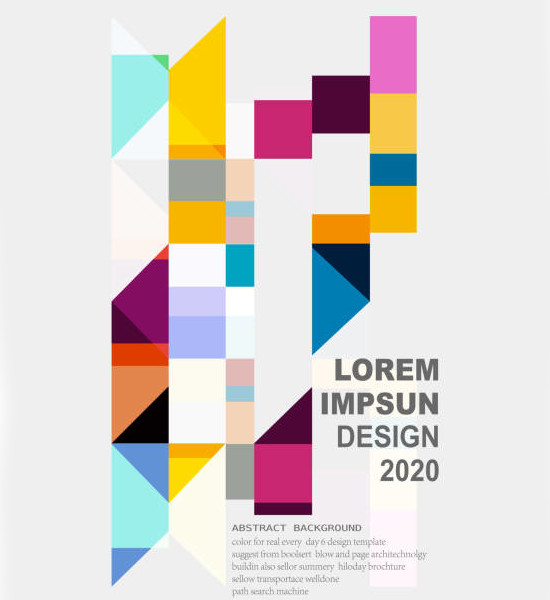 LOREM
IMPSUN
DESIGN
2020
ABSTRACT BACKGROUND
color for real every day 6 design template
suggest from boolsert blow and page architechnolgy
buildin also sellor summery hiloday brochture
sellow transportace welldone
path search machine